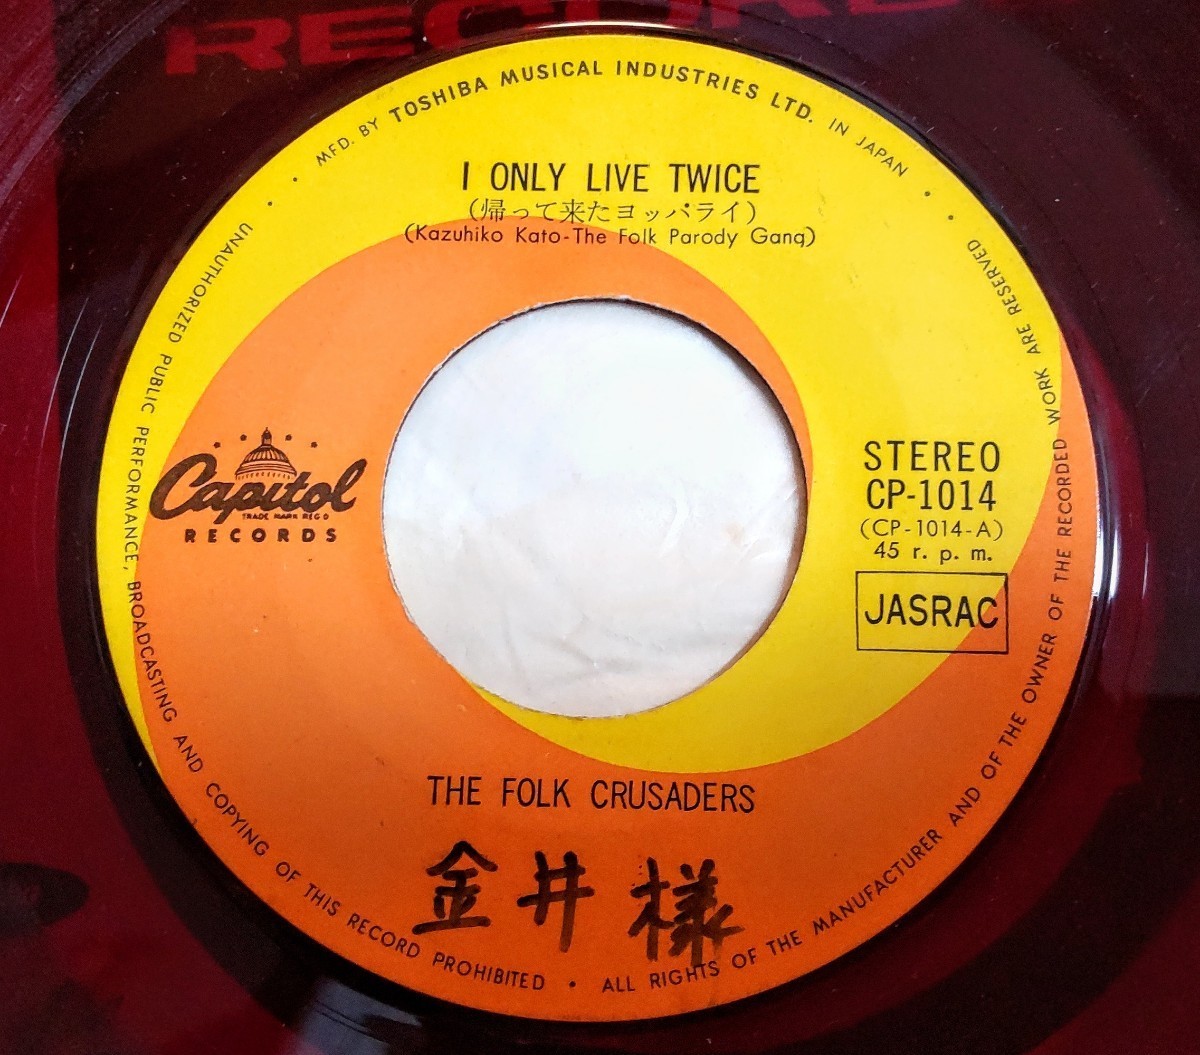 RECORDS
MFD. BY TOSHIBA MUSICAL INDUSTRIES LTD. IN JAPAN
I ONLY LIVE TWICE
(帰って来たヨッパライ)
(Kazuhiko Kato-The Folk Parody Gang)
Capitol
TRADE MARK REG D
RECORDS
STEREO
CP-1014
(CP-1014-A)
45 r. p. m.
JASRAC
THE FOLK CRUSADERS
金井様
UNAUTHORIZED PUBLIC PERFORMANCE, BROADCASTING AND COPYING OF THIS RECORD PROHIBITED • ALL RIGHTS OF THE MANUFACTURER AND OF THE OWNER OF THE RECORDED WORK ARE RESERVED